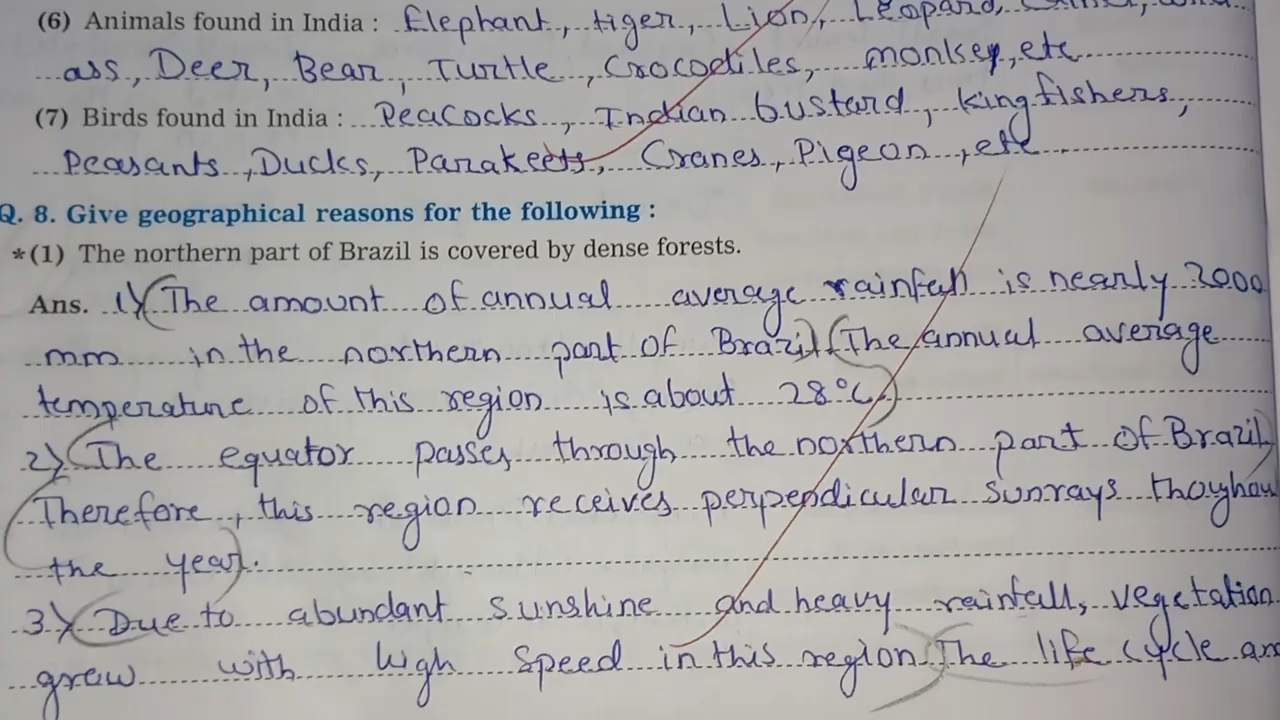 (6) Animals found in India : Elephant, tiger, Lion, Leopard,
ass, Deer, Bear, Turtle, Crocodiles, monkey, etc
(7) Birds found in India : Peacocks, Indian bustard, kingfishers,
Peasants, Ducks, Parakeets, Cranes, Pigeon, etc
Q. 8. Give geographical reasons for the following :
*(1) The northern part of Brazil is covered by dense forests.
Ans. 1) The amount of annual average rainfall is nearly 2000
mm in the northern part of Brazil. The annual average
temperature of this region is about 28°C.
2) The equator passes through the northern part of Brazil.
Therefore, this region receives perpendicular sunrays thoyhou
the year.
3) Due to abundant sunshine and heavy rainfall, vegetation
grew with high speed in this region. The life cycle an